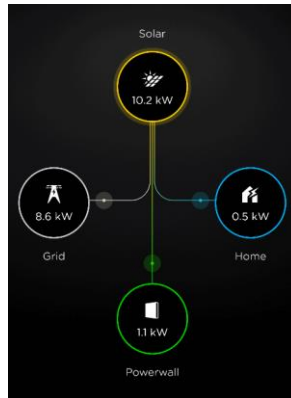 Solar
10.2 kW
8.6 kW
0.5 kW
Grid
Home
1.1 kW
Powerwall